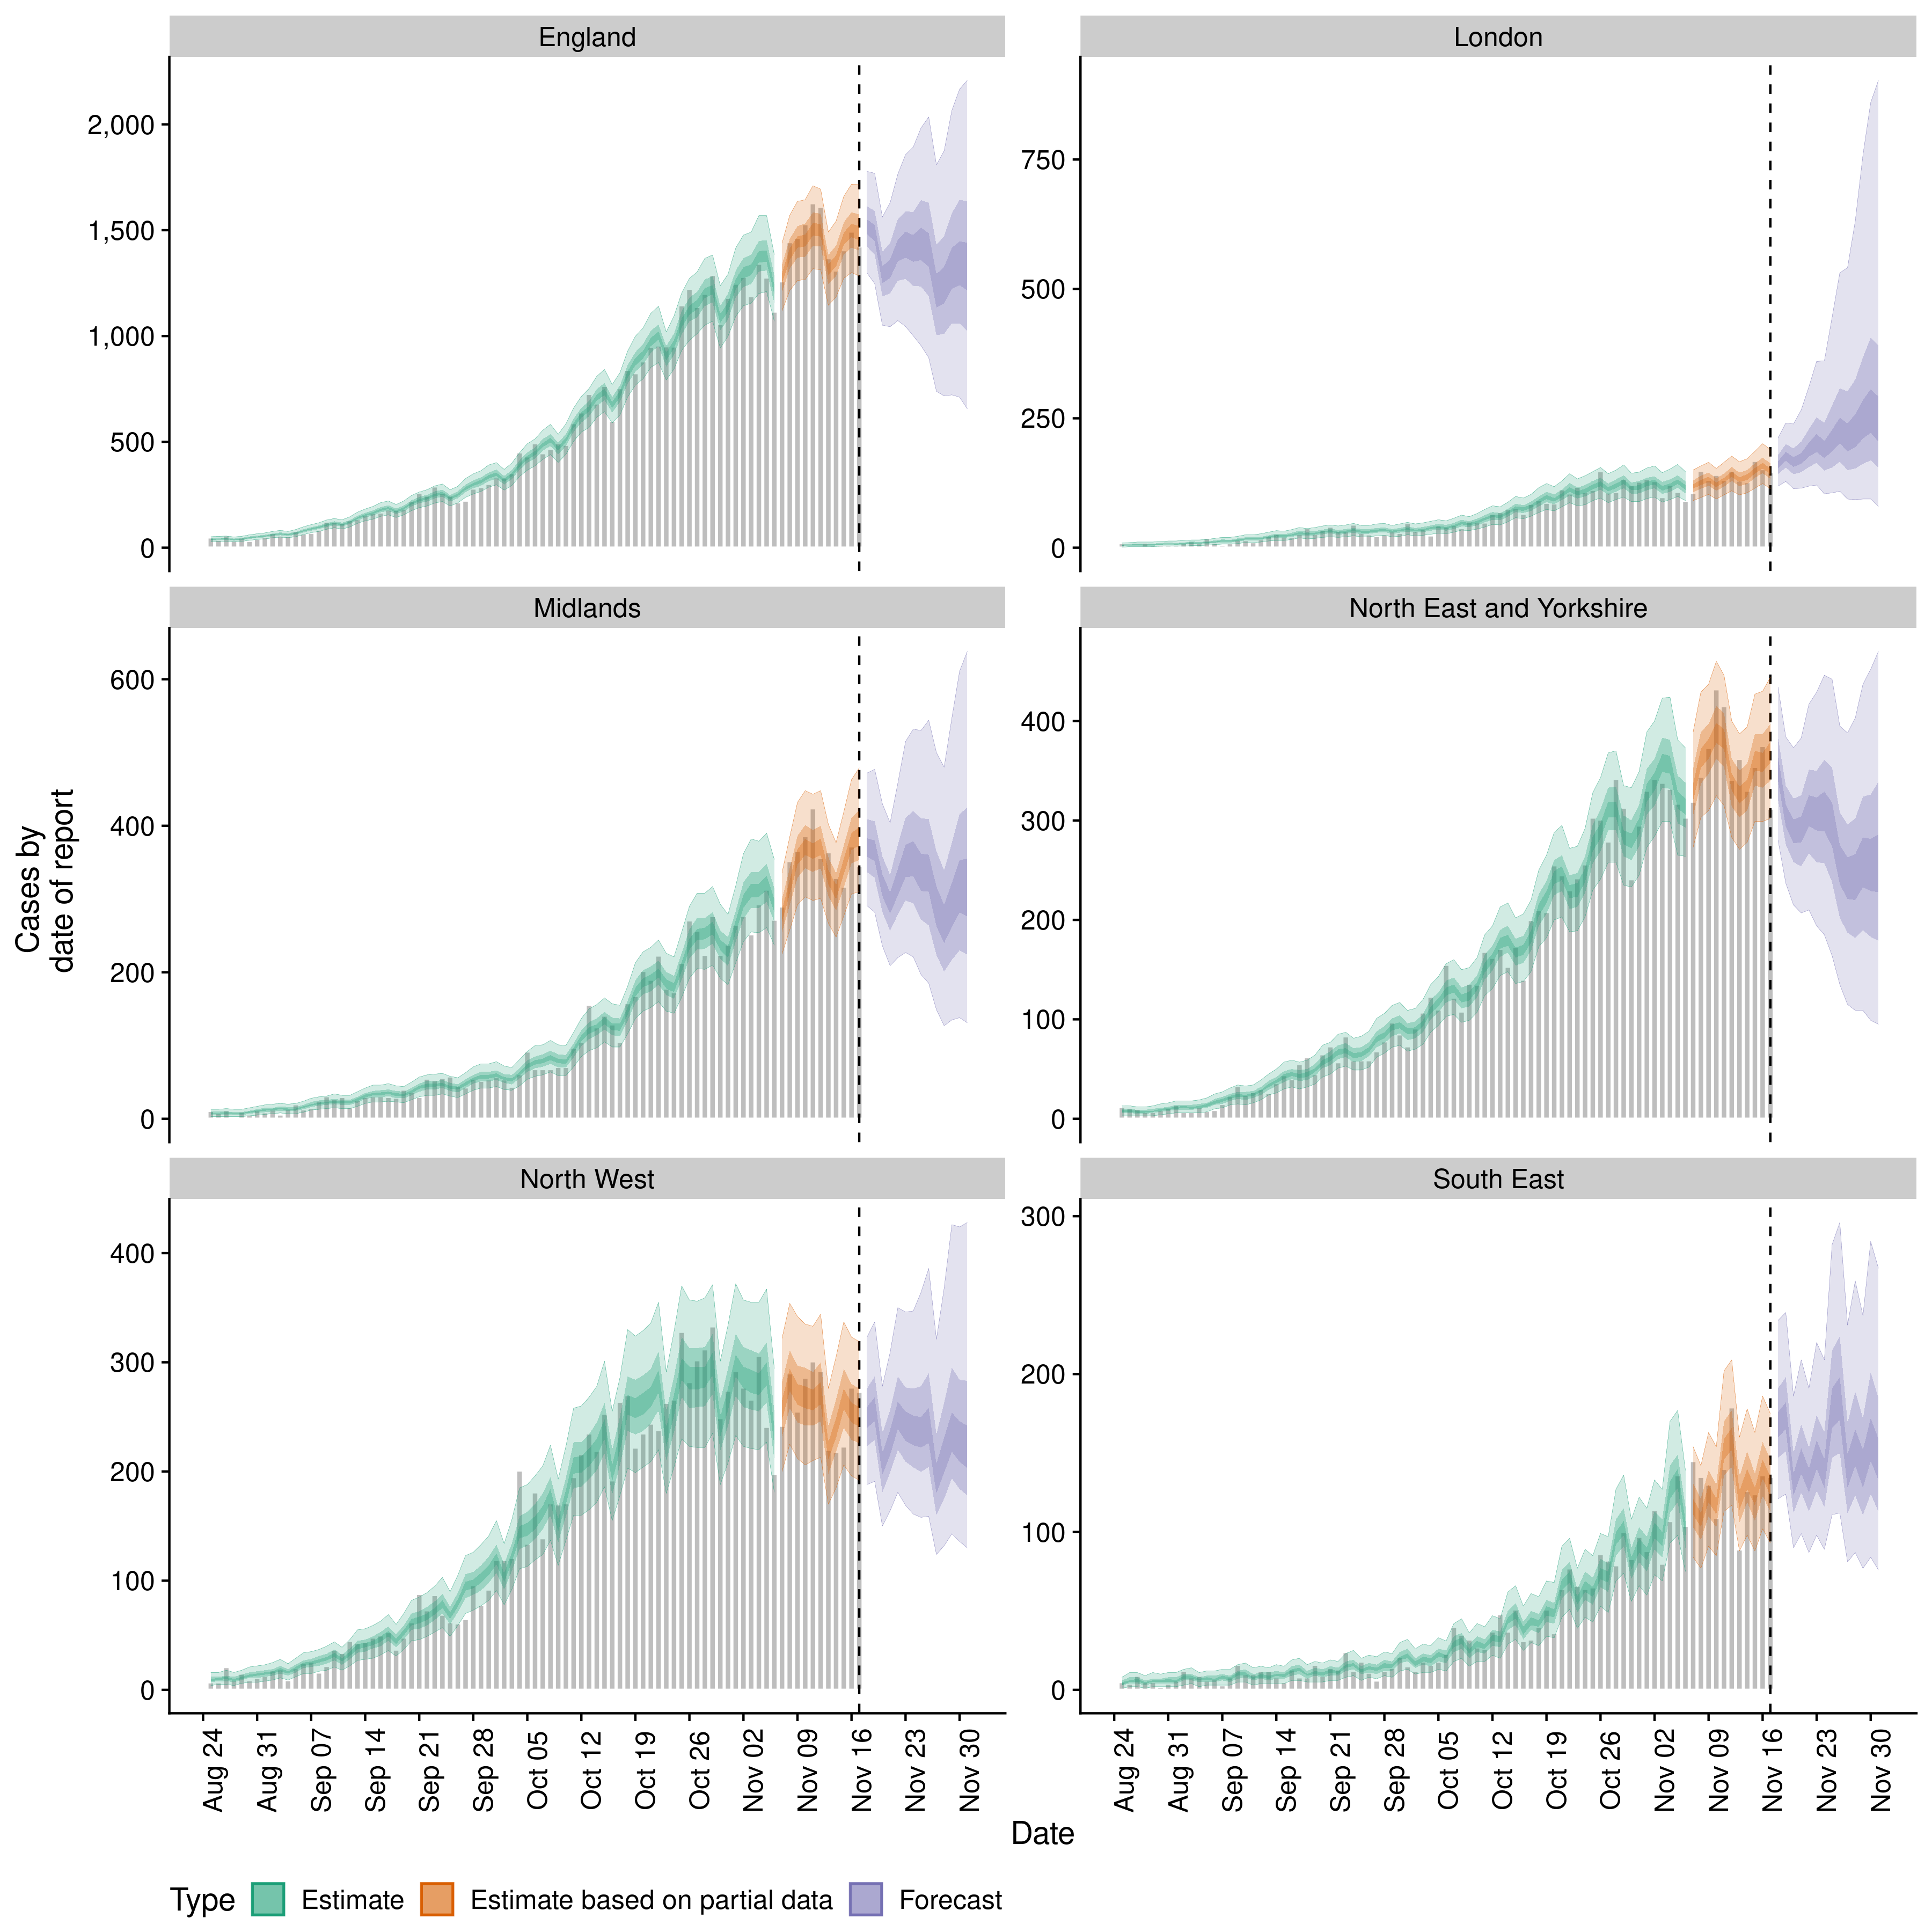 England
London
2,000
1,500
1,000
500
0
750
500
250
0
Midlands
North East and Yorkshire
600
400
200
0
400
300
200
100
0
Cases by
date of report
North West
South East
400
300
200
100
0
300
200
100
0
Aug 24
Aug 31
Sep 07
Sep 14
Sep 21
Sep 28
Oct 05
Oct 12
Oct 19
Oct 26
Nov 02
Nov 09
Nov 16
Nov 23
Nov 30
Aug 24
Aug 31
Sep 07
Sep 14
Sep 21
Sep 28
Oct 05
Oct 12
Oct 19
Oct 26
Nov 02
Nov 09
Nov 16
Nov 23
Nov 30
Date
Type Estimate Estimate based on partial data Forecast